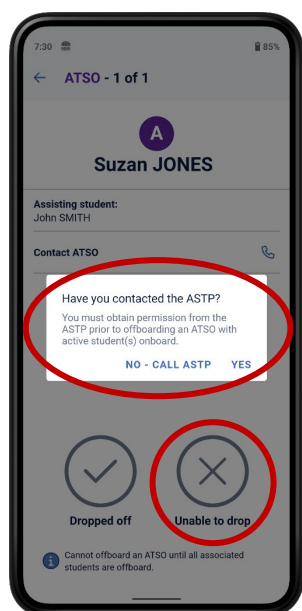 7:30
85%
ATSO - 1 of 1
A
Suzan JONES
Assisting student:
John SMITH
Contact ATSO
Have you contacted the ASTP?
You must obtain permission from the
ASTP prior to offboarding an ATSO with
active student(s) onboard.
NO - CALL ASTP YES
Dropped off Unable to drop
Cannot offboard an ATSO until all associated
students are offboard.